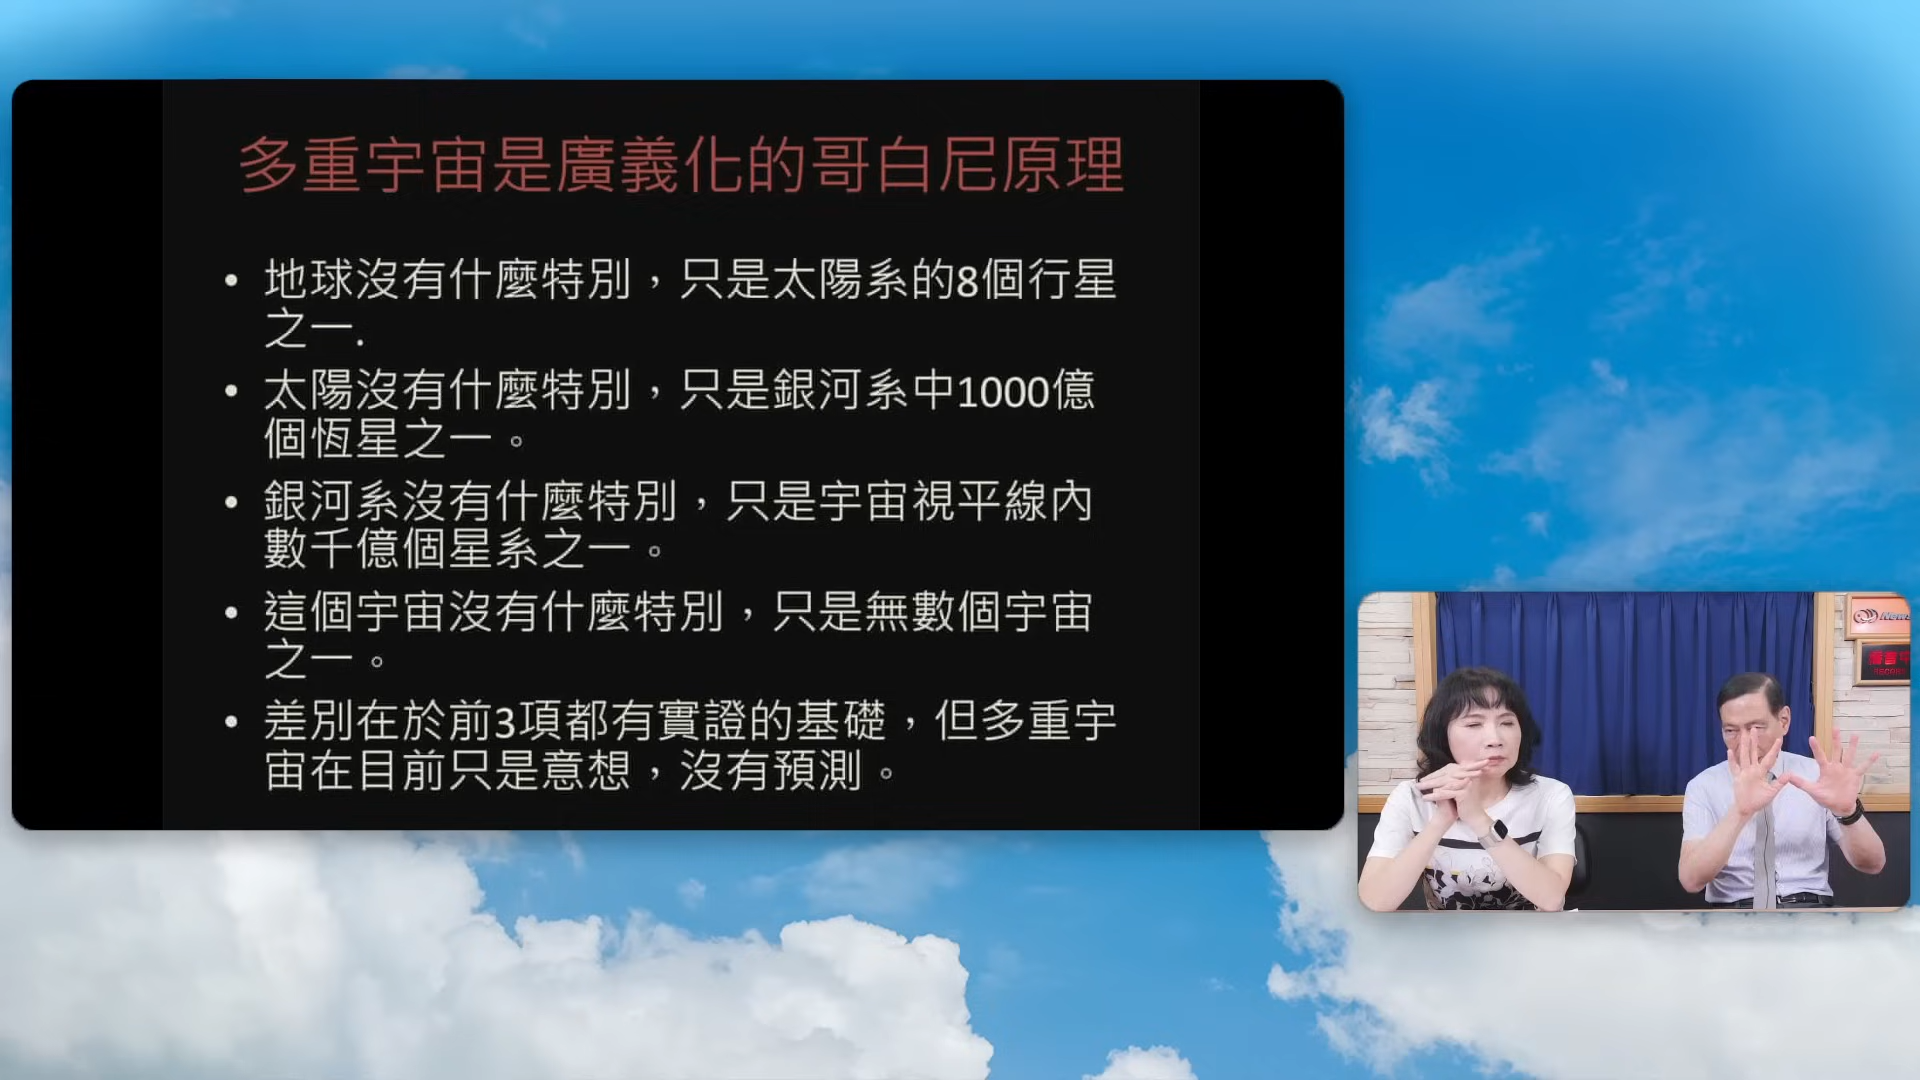 多重宇宙是廣義化的哥白尼原理
• 地球沒有什麼特別，只是太陽系的8個行星
之一.
• 太陽沒有什麼特別，只是銀河系中1000億
個恆星之一。
• 銀河系沒有什麼特別，只是宇宙視平線內
數千億個星系之一。
• 這個宇宙沒有什麼特別，只是無數個宇宙
之一。
• 差別在於前3項都有實證的基礎，但多重宇
宙在目前只是意想，沒有預測。
News